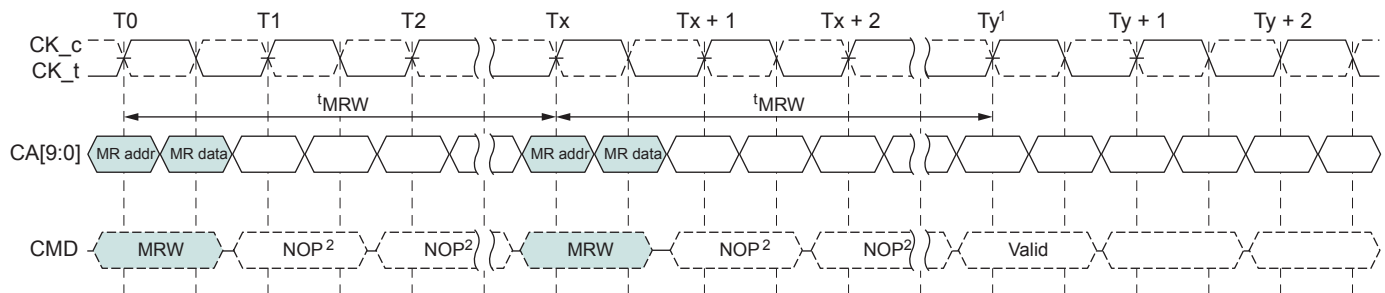 T0 T1 T2 Tx Tx + 1 Tx + 2 Ty¹ Ty + 1 Ty + 2
CK_c
CK_t
tMRW tMRW
CA[9:0] MR addr MR data MR addr MR data
CMD MRW NOP² NOP² MRW NOP² NOP² Valid